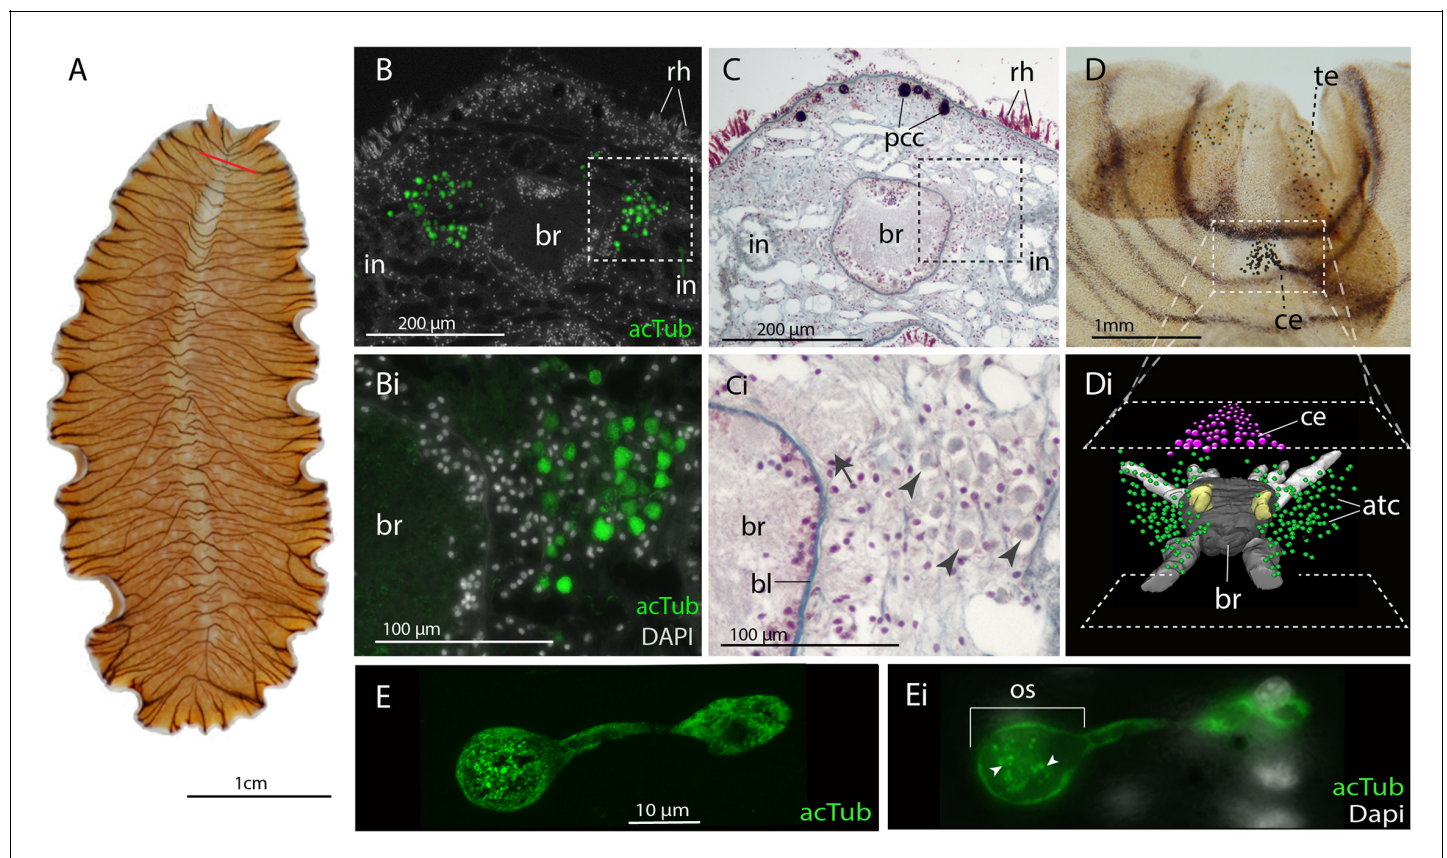 A
1cm
B
rh
br
in
in
200 µm
acTub
C
rh
pcc
br
in
in
200 µm
D
te
ce
1mm
Bi
br
acTub
100 µm
DAPI
Ci
br
bl
100 µm
Di
ce
atc
br
E
10 µm
acTub
Ei
os
acTub
Dapi